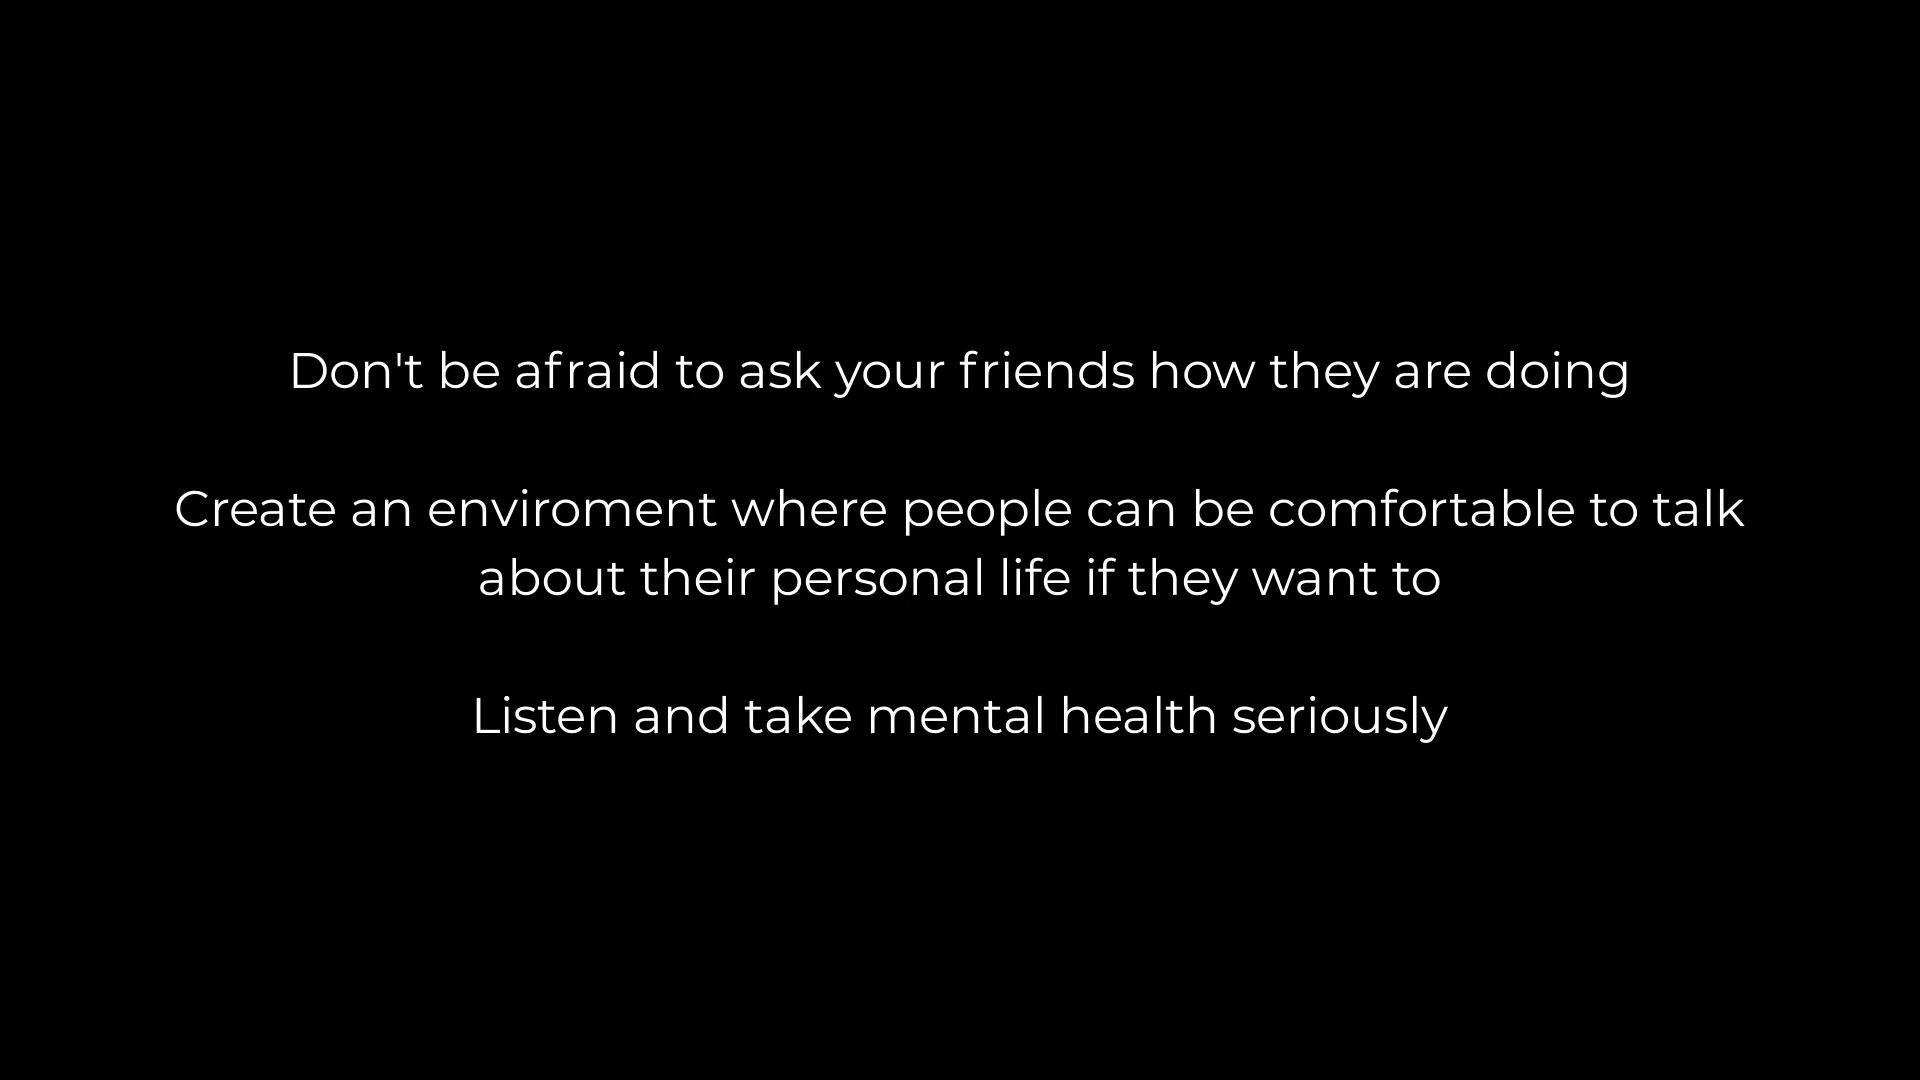 Don't be afraid to ask your friends how they are doing
Create an enviroment where people can be comfortable to talk
about their personal life if they want to
Listen and take mental health seriously